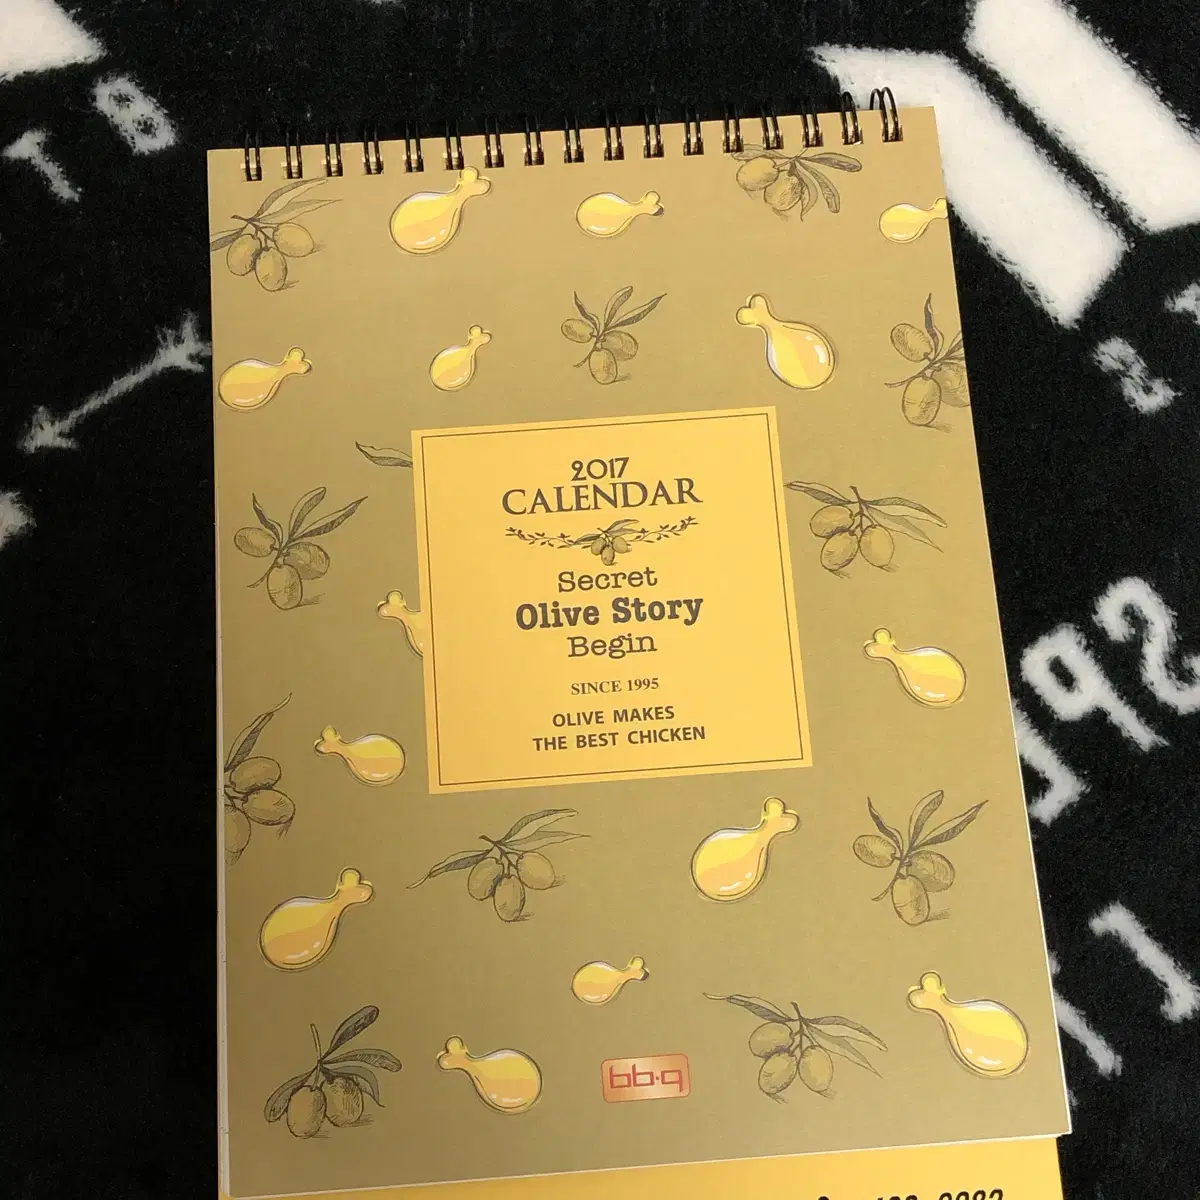 2017
CALENDAR
Secret
Olive Story
Begin
SINCE 1995
OLIVE MAKES
THE BEST CHICKEN
bb·q